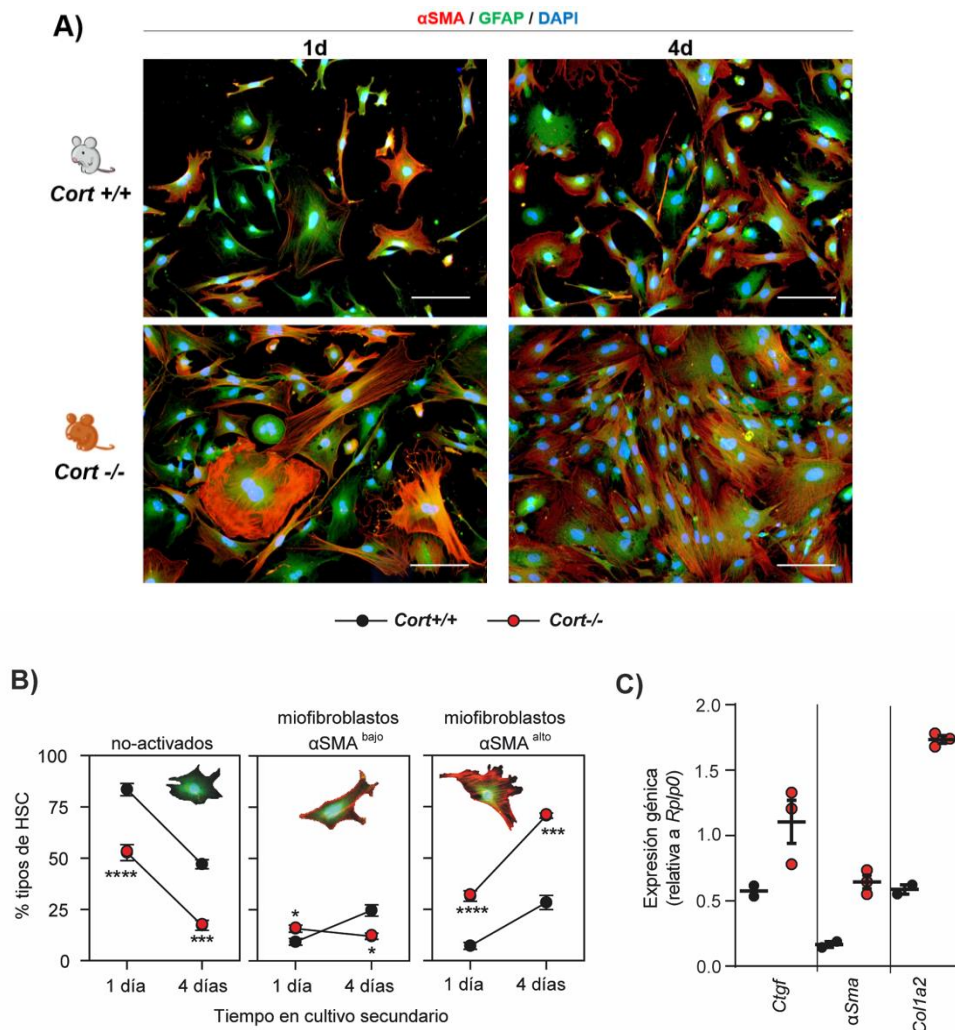 αSMA / GFAP / DAPI
A)
1d
4d
Cort +/+
Cort -/-
Cort+/+
Cort-/-
B)
no-activados
miofibroblastos
αSMA bajo
miofibroblastos
αSMA alto
% tipos de HSC
100
75
50
25
0
****
***
*
*
****
***
1 día
4 días
1 día
4 días
1 día
4 días
Tiempo en cultivo secundario
C)
Expresión génica
(relativa a Rplp0)
2.0
1.5
1.0
0.5
0.0
Ctgf
αSma
Col1a2